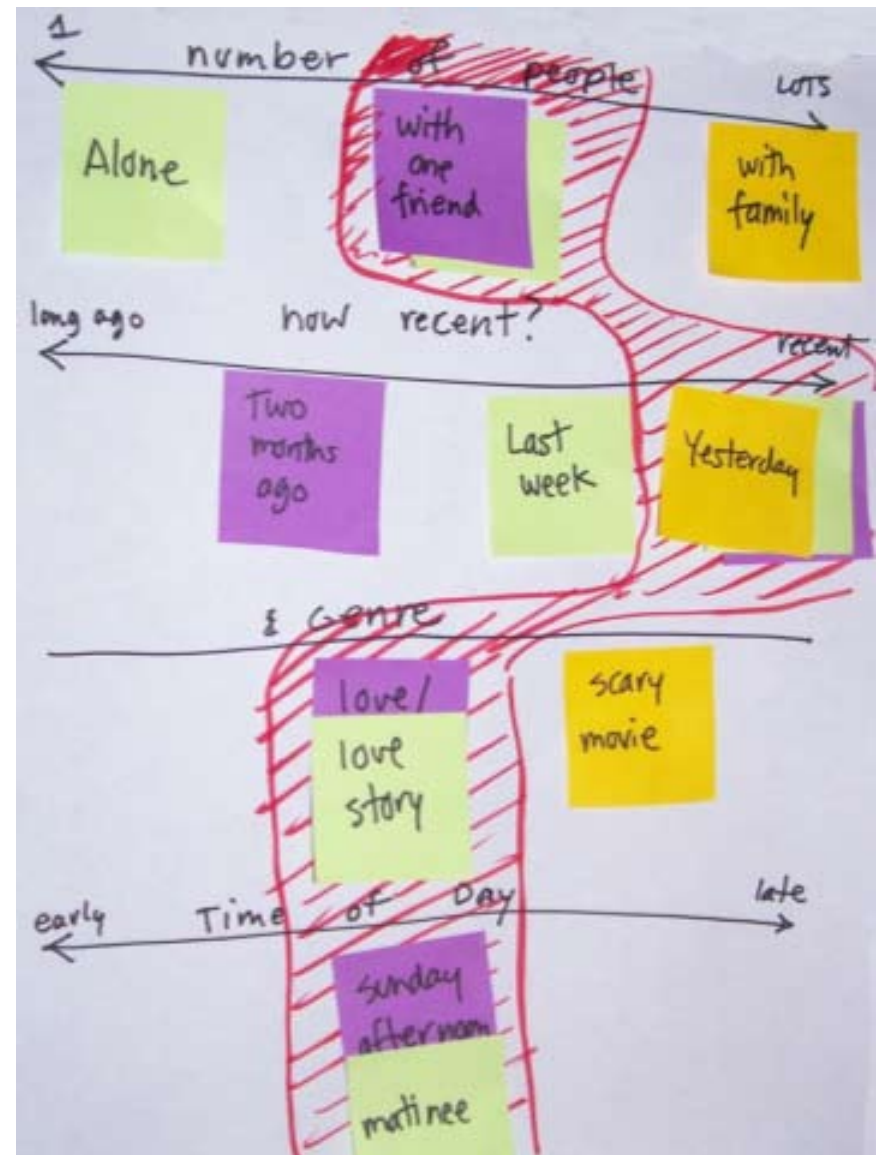 1
number of people
LOTS
Alone
with
one
friend
with
family
long ago
how recent?
recent
Two
months
ago
Last
week
Yesterday
& Genre
love/
love
story
scary
movie
early
Time of DAY
late
sunday
afternoon
matinee